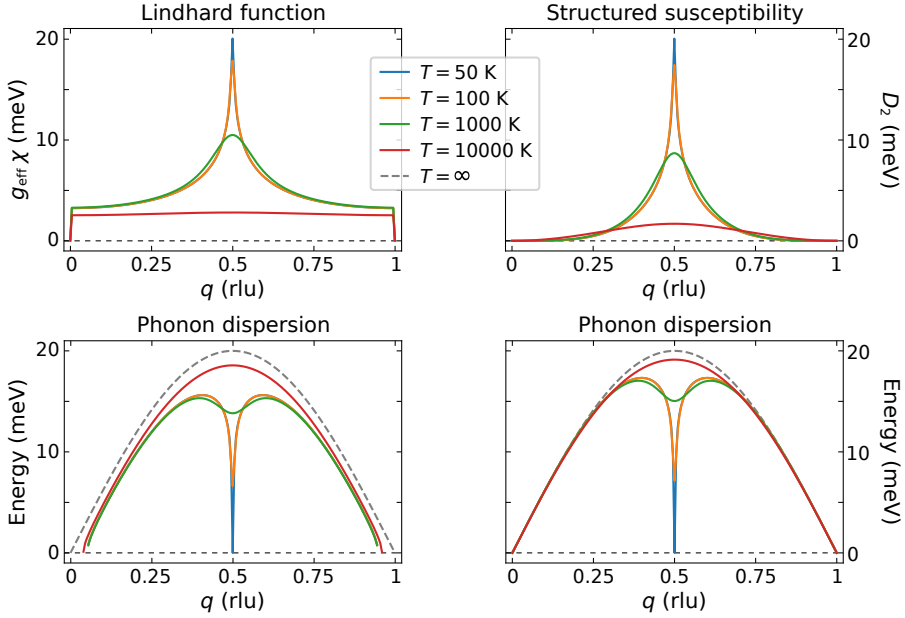 Lindhard function
Structured susceptibility
g_eff χ (meV)
20
10
0
0
0.25
0.5
0.75
1
q (rlu)
T = 50 K
T = 100 K
T = 1000 K
T = 10000 K
T = ∞
0
0.25
0.5
0.75
1
q (rlu)
20
10
0
D₂ (meV)
Phonon dispersion
Phonon dispersion
Energy (meV)
20
10
0
0
0.25
0.5
0.75
1
q (rlu)
0
0.25
0.5
0.75
1
q (rlu)
20
10
0
Energy (meV)